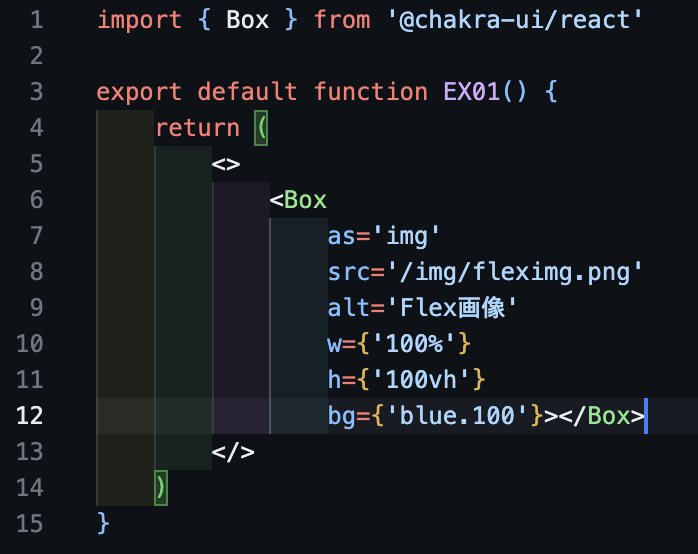 1 import { Box } from '@chakra-ui/react'
2
3 export default function EX01() {
4 return (
5 <>
6 <Box
7 as='img'
8 src='/img/fleximg.png'
9 alt='Flex画像'
10 w={'100%'}
11 h={'100vh'}
12 bg={'blue.100'}></Box>
13 </>
14 )
15 }